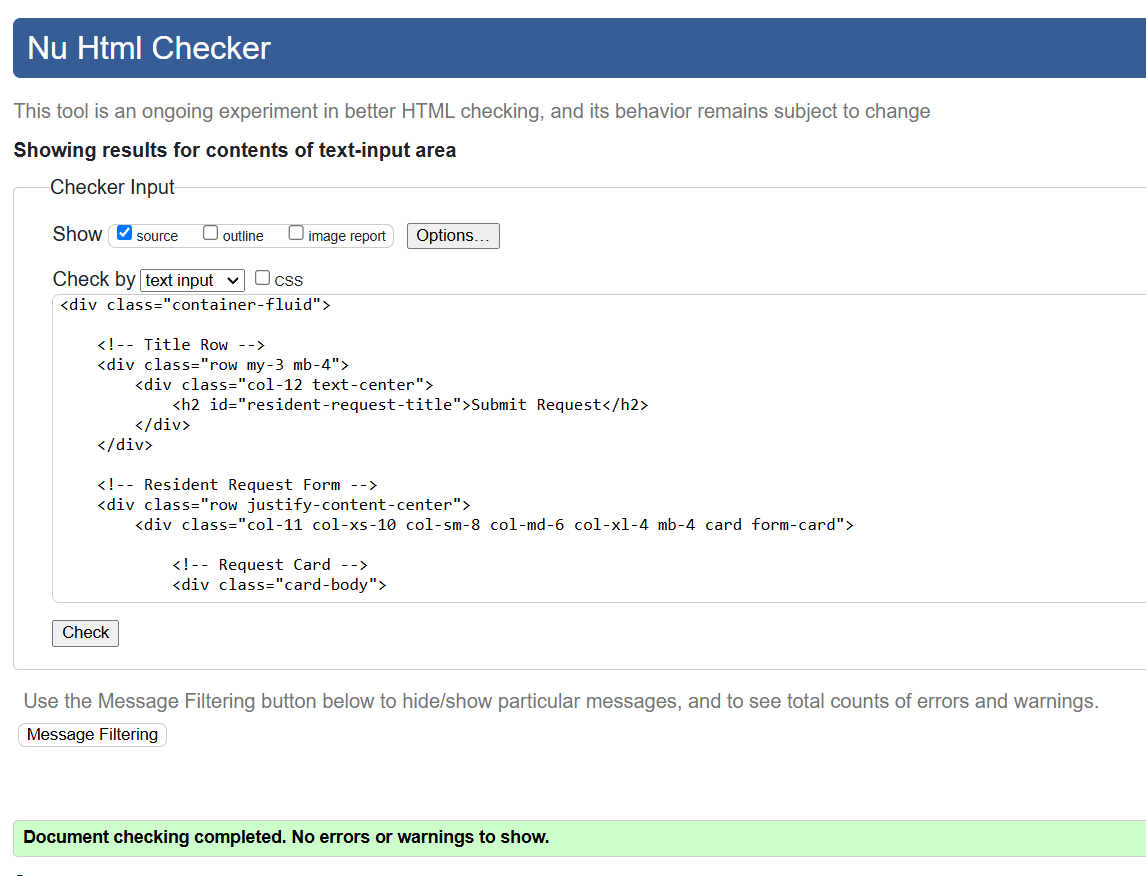 Nu Html Checker
This tool is an ongoing experiment in better HTML checking, and its behavior remains subject to change
Showing results for contents of text-input area
Checker Input
Show source outline image report Options...
Check by text input CSS
<div class="container-fluid">
<!-- Title Row -->
<div class="row my-3 mb-4">
<div class="col-12 text-center">
<h2 id="resident-request-title">Submit Request</h2>
</div>
</div>
<!-- Resident Request Form -->
<div class="row justify-content-center">
<div class="col-11 col-xs-10 col-sm-8 col-md-6 col-xl-4 mb-4 card form-card">
<!-- Request Card -->
<div class="card-body">
Check
Use the Message Filtering button below to hide/show particular messages, and to see total counts of errors and warnings.
Message Filtering
Document checking completed. No errors or warnings to show.